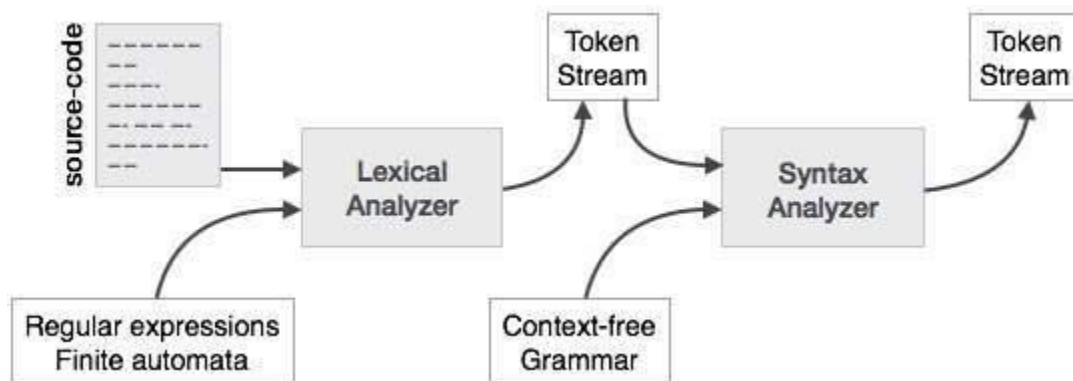 source-code
Token
Stream
Token
Stream
Lexical
Analyzer
Syntax
Analyzer
Regular expressions
Finite automata
Context-free
Grammar